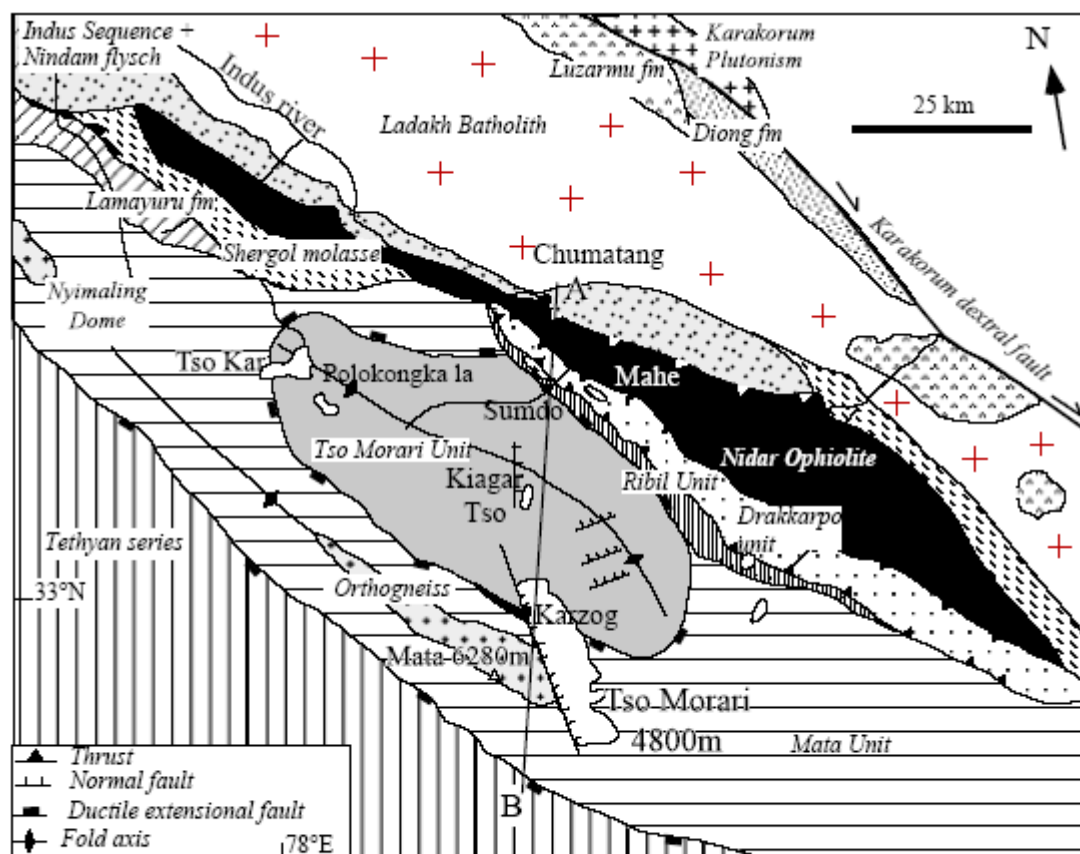 Indus Sequence +
Nindam flysch
Indus river
Karakorum
Plutonism
Luzarmu fm
N
25 km
Ladakh Batholith
Diong fm
Lamayuru fm
Karakorum dextral fault
Shergol molasse
Chumatang
A
Nyimaling
Dome
Tso Kar
Polokongka la
Mahe
Sumdo
Tso Morari Unit
Nidar Ophiolite
Kiagar
Tso
Ribil Unit
Drakkarpo
unit
Tethyan series
33°N
Orthogneiss
Karzog
Mata 6280m
Tso Morari
4800m
Mata Unit
B
Thrust
Normal fault
Ductile extensional fault
Fold axis
78°E